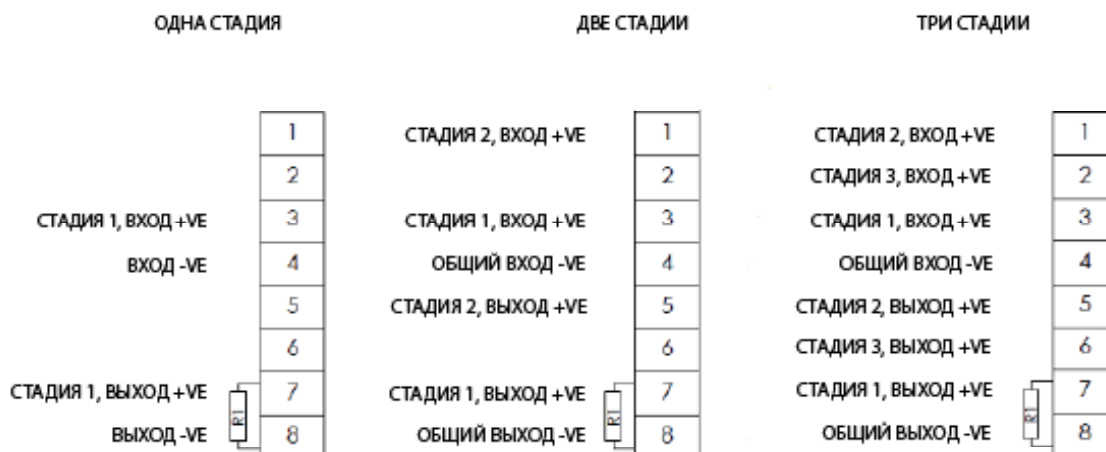 ОДНА СТАДИЯ
1
2
СТАДИЯ 1, ВХОД +VE 3
ВХОД -VE 4
5
6
СТАДИЯ 1, ВЫХОД +VE 7
ВЫХОД -VE 8
R1
ДВЕ СТАДИИ
СТАДИЯ 2, ВХОД +VE 1
2
СТАДИЯ 1, ВХОД +VE 3
ОБЩИЙ ВХОД -VE 4
СТАДИЯ 2, ВЫХОД +VE 5
6
СТАДИЯ 1, ВЫХОД +VE 7
ОБЩИЙ ВЫХОД -VE 8
R1
ТРИ СТАДИИ
СТАДИЯ 2, ВХОД +VE 1
СТАДИЯ 3, ВХОД +VE 2
СТАДИЯ 1, ВХОД +VE 3
ОБЩИЙ ВХОД -VE 4
СТАДИЯ 2, ВЫХОД +VE 5
СТАДИЯ 3, ВЫХОД +VE 6
СТАДИЯ 1, ВЫХОД +VE 7
ОБЩИЙ ВЫХОД -VE 8
R1